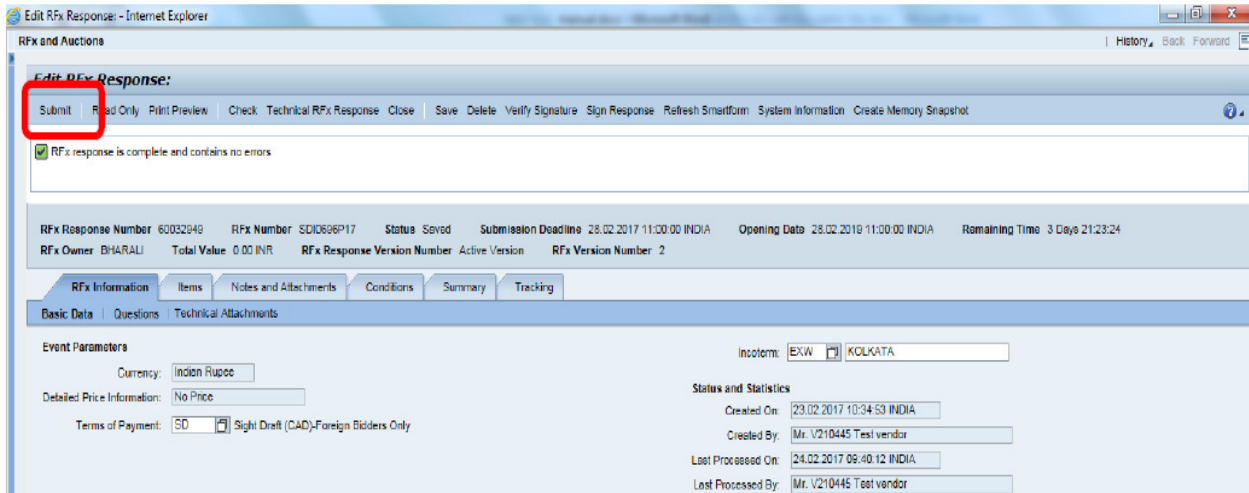 Edit RFx Response: - Internet Explorer
RFx and Auctions
History Back Forward
Edit RFx Response:
Submit Read Only Print Preview Check Technical RFx Response Close Save Delete Verify Signature Sign Response Refresh Smartform System Information Create Memory Snapshot
RFx response is complete and contains no errors
RFx Response Number 60032949 RFx Number SDI0696P17 Status Saved Submission Deadline 28.02.2017 11:00:00 INDIA Opening Date 28.02.2019 11:00:00 INDIA Remaining Time 3 Days 21:23:24
RFx Owner BHARALI Total Value 0.00 INR RFx Response Version Number Active Version RFx Version Number 2
RFx Information Items Notes and Attachments Conditions Summary Tracking
Basic Data Questions Technical Attachments
Event Parameters
Incoterm: EXW KOLKATA
Currency: Indian Rupee
Status and Statistics
Detailed Price Information: No Price
Created On: 23.02.2017 10:34:53 INDIA
Terms of Payment: SD Sight Draft (CAD)-Foreign Bidders Only
Created By: Mr. V210445 Test vendor
Last Processed On: 24.02.2017 09:40:12 INDIA
Last Processed By: Mr. V210445 Test vendor